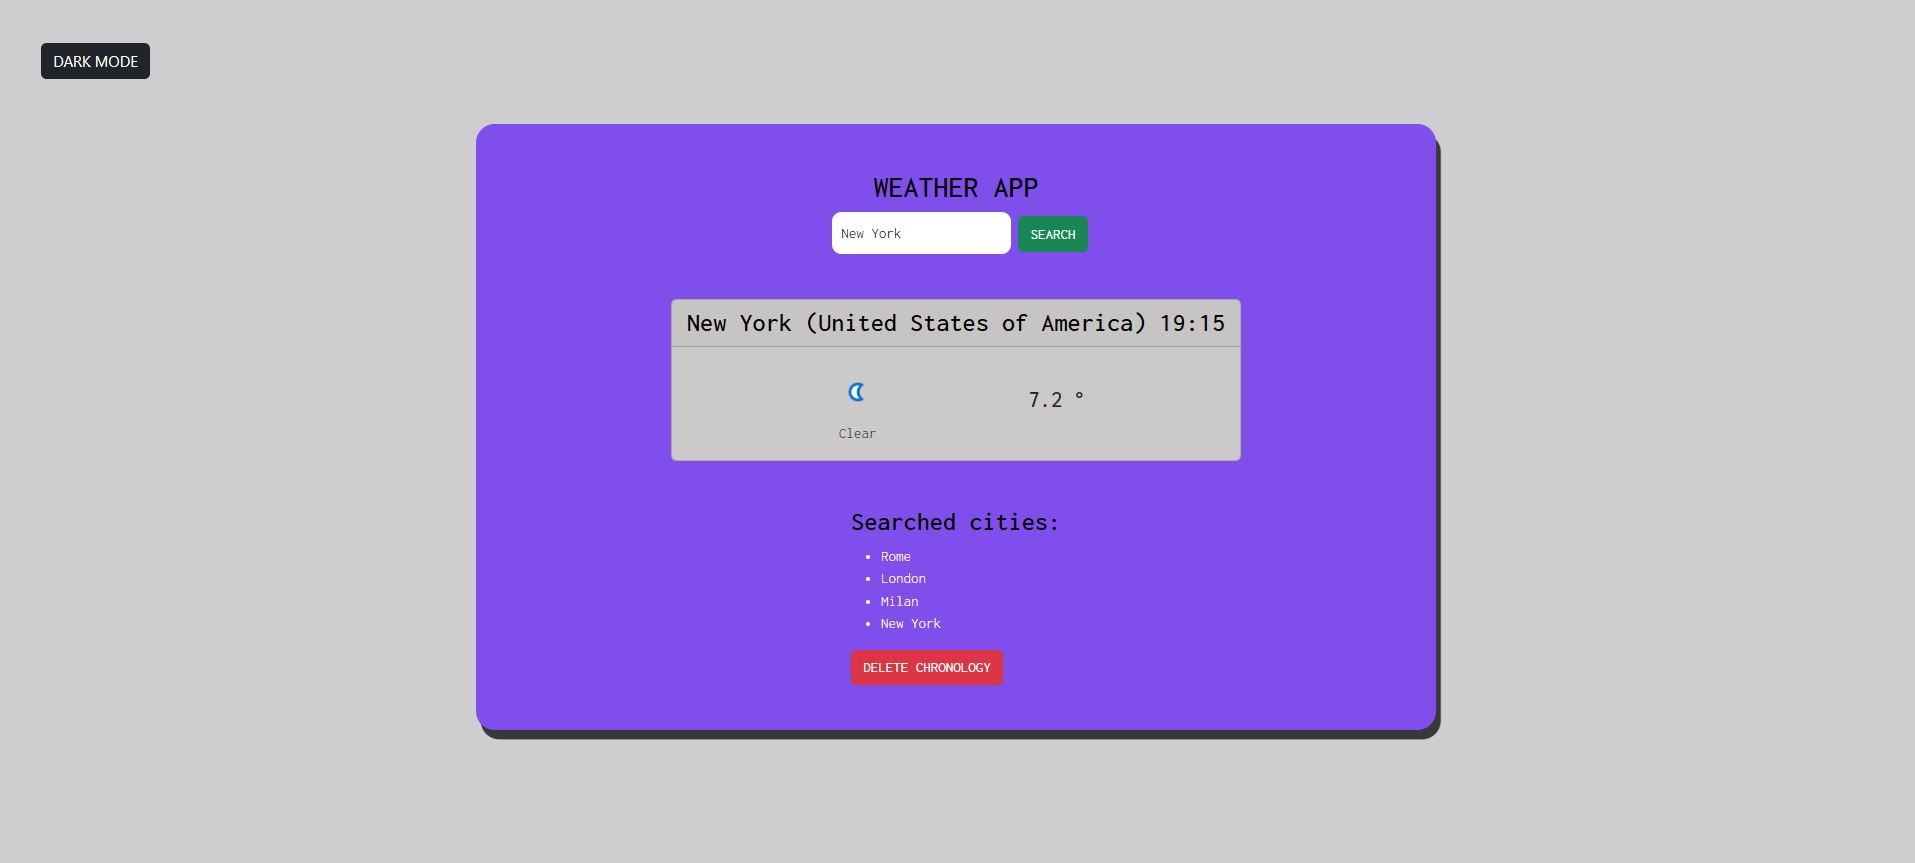 DARK MODE
WEATHER APP
New York
SEARCH
New York (United States of America) 19:15
7.2 °
Clear
Searched cities:
Rome
London
Milan
New York
DELETE CHRONOLOGY